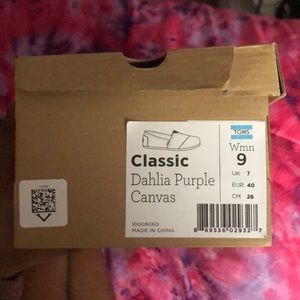 TOMS
Wmn
9
Classic
Dahlia Purple
Canvas
UK 7
EUR 40
CM 26
10008060
MADE IN CHINA
8 89556 02932 7